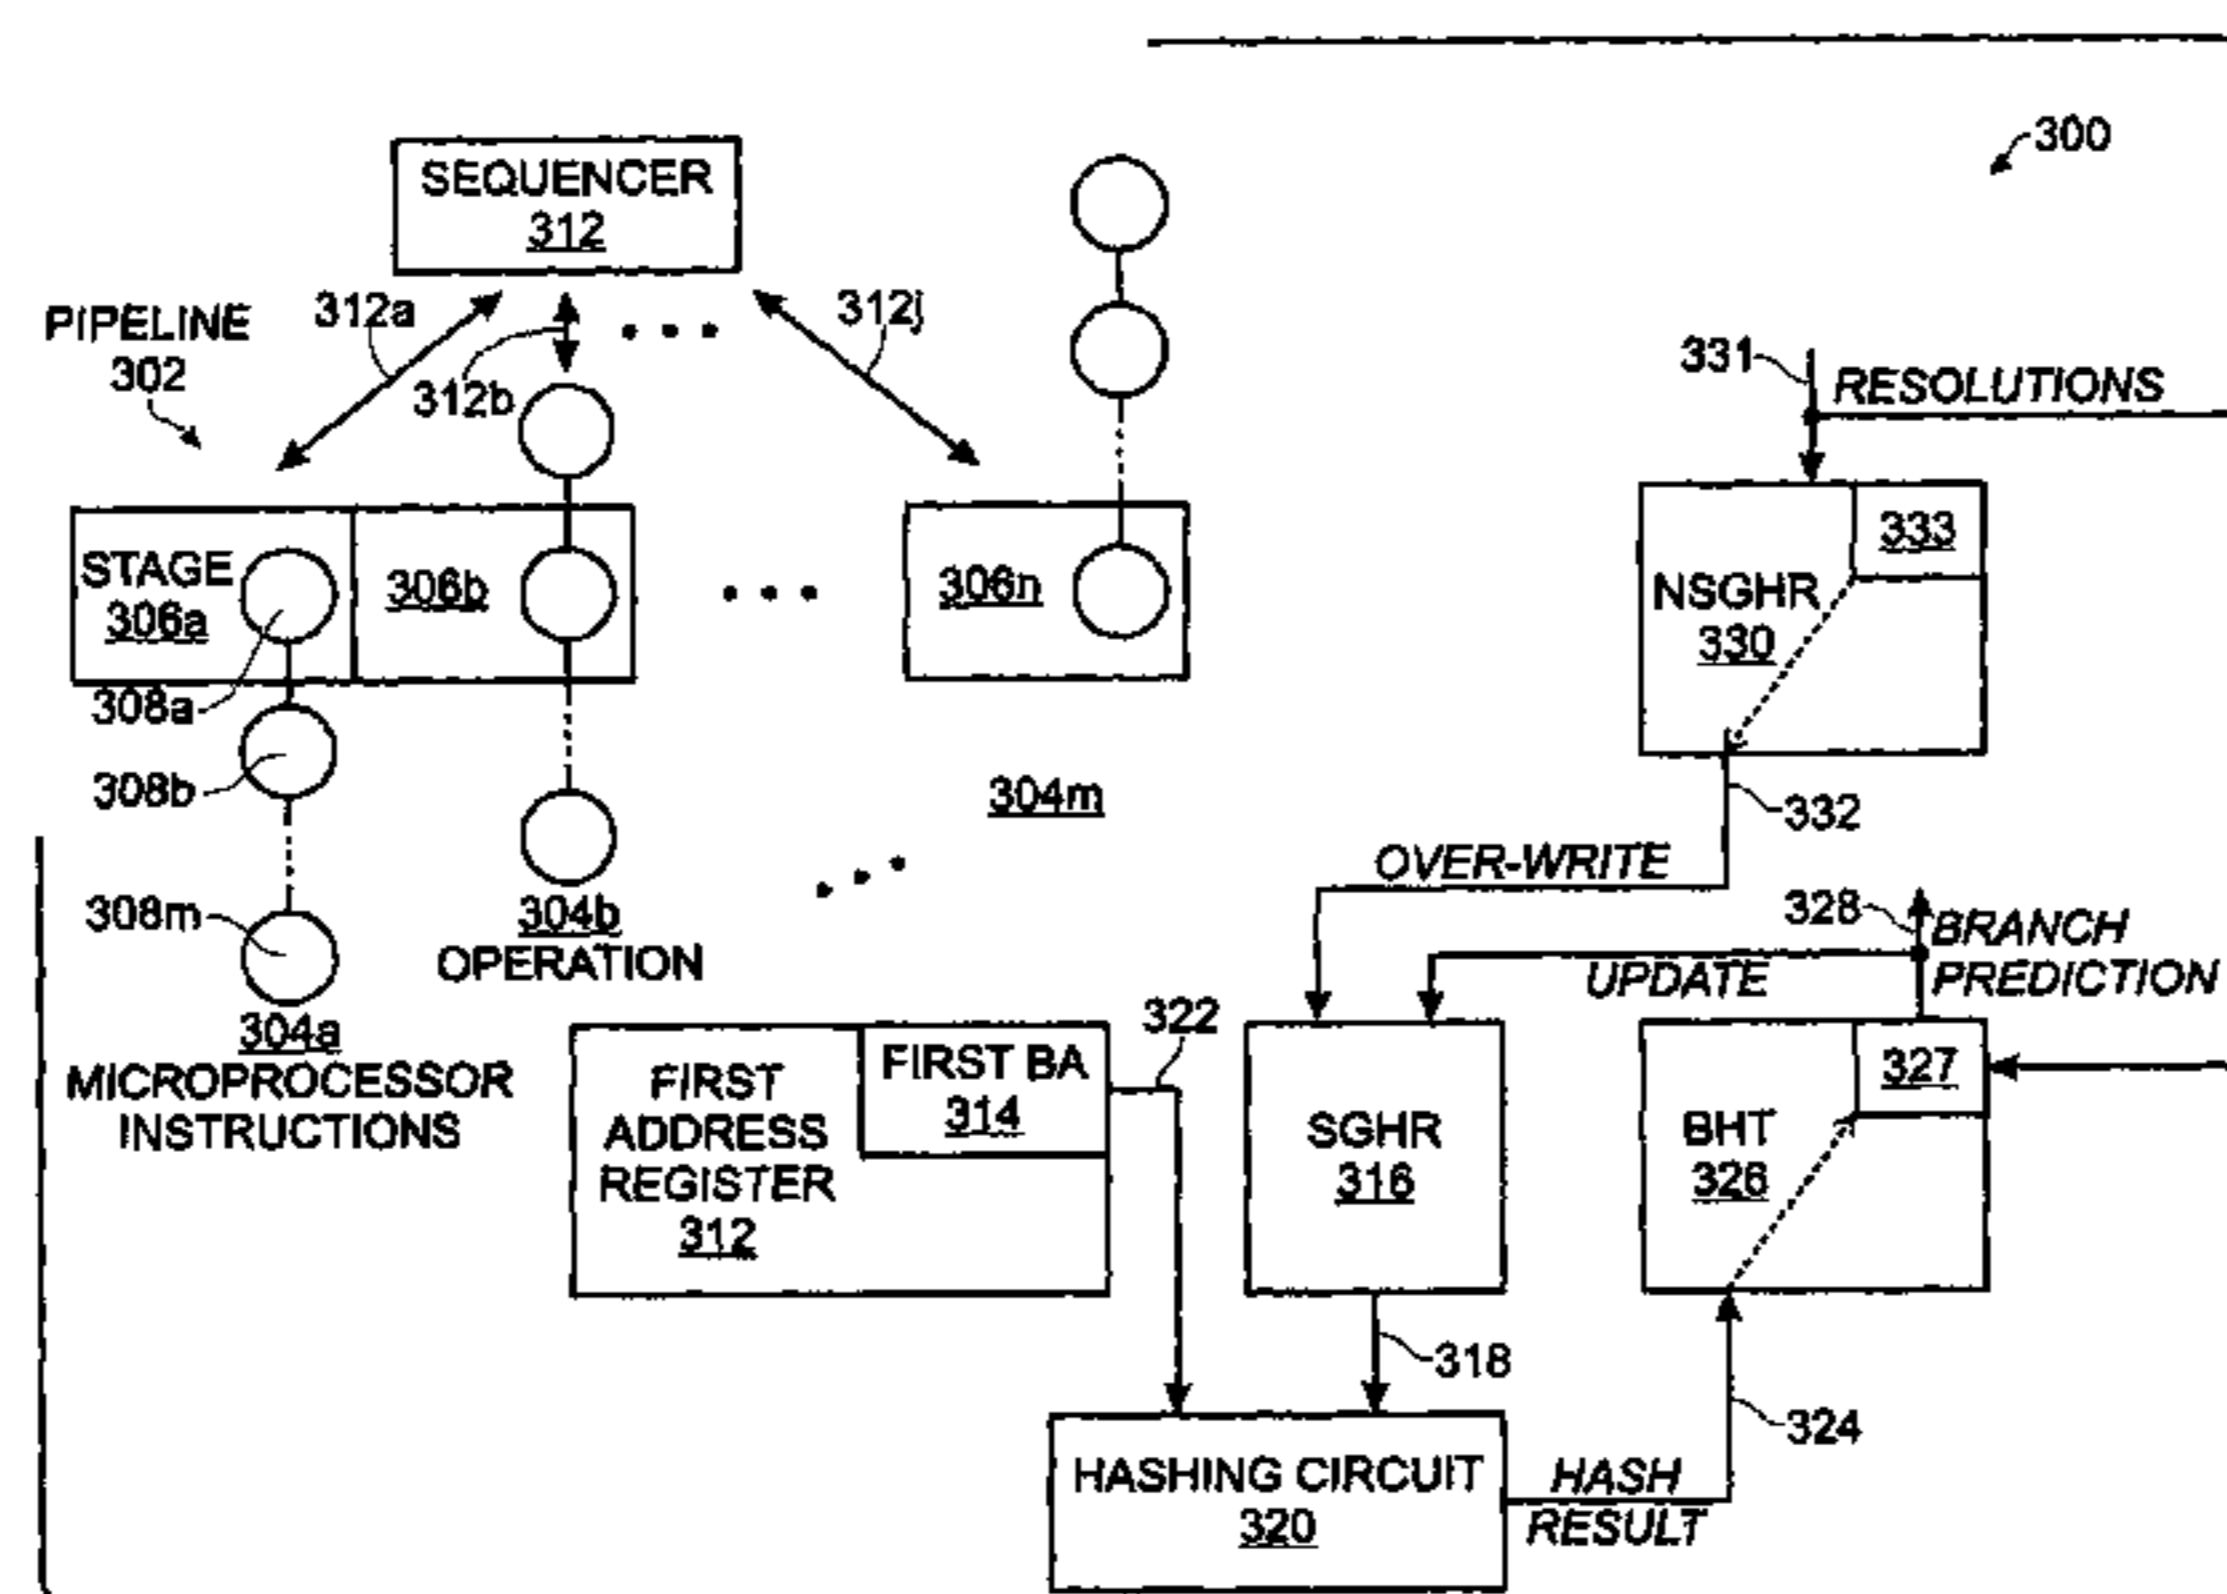 300
SEQUENCER
312
PIPELINE
302
312a
312b
312j
331
RESOLUTIONS
STAGE
306a
306b
306n
333
NSGHR
330
308a
308b
308m
304m
332
OVER-WRITE
304b
OPERATION
304a
MICROPROCESSOR
INSTRUCTIONS
328
BRANCH
PREDICTION
UPDATE
322
FIRST
ADDRESS
REGISTER
312
FIRST BA
314
SGHR
316
BHT
326
327
318
324
HASHING CIRCUIT
320
HASH
RESULT